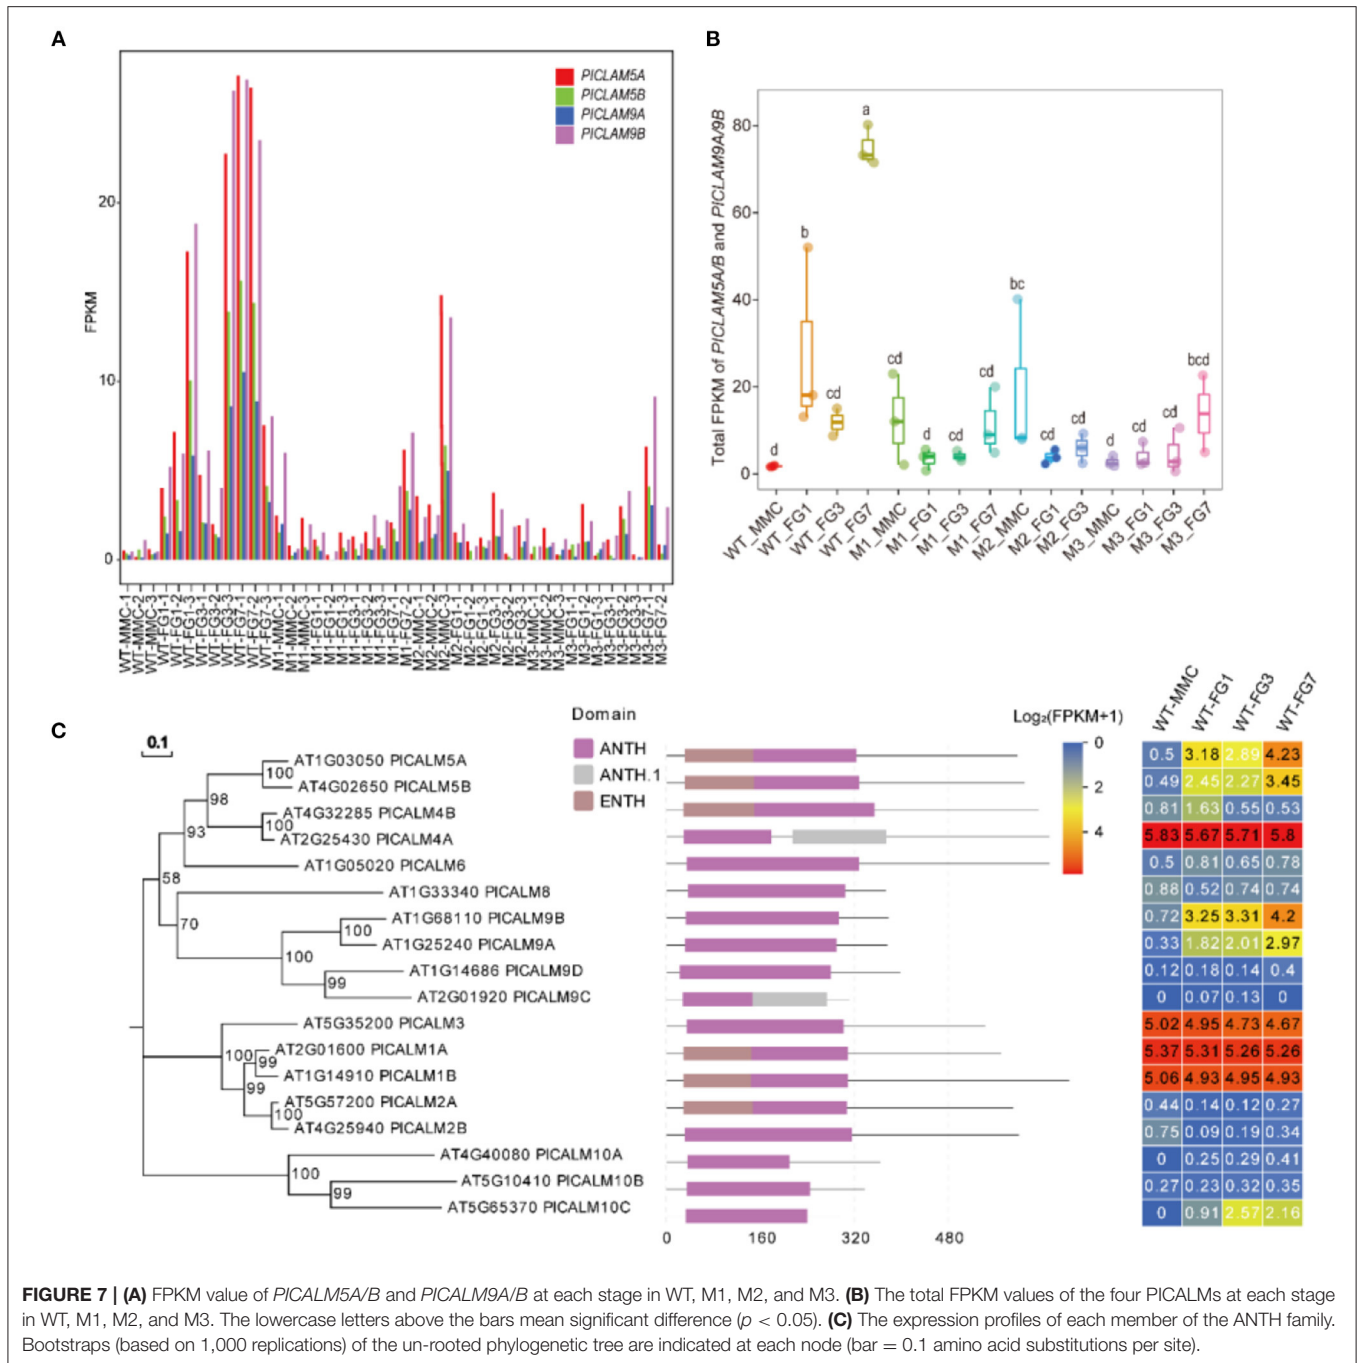 A
PICLAM5A
PICLAM5B
PICLAM9A
PICLAM9B
FPKM
20
10
0
WT-MMC-1
WT-MMC-2
WT-MMC-3
WT-FG1-1
WT-FG1-2
WT-FG1-3
WT-FG3-1
WT-FG3-2
WT-FG3-3
WT-FG7-1
WT-FG7-2
WT-FG7-3
M1-MMC-1
M1-MMC-2
M1-MMC-3
M1-FG1-1
M1-FG1-2
M1-FG1-3
M1-FG3-1
M1-FG3-2
M1-FG3-3
M1-FG7-1
M1-FG7-2
M2-MMC-1
M2-MMC-2
M2-MMC-3
M2-FG1-1
M2-FG1-2
M2-FG1-3
M2-FG3-1
M2-FG3-2
M2-FG3-3
M3-MMC-1
M3-MMC-2
M3-MMC-3
M3-FG1-1
M3-FG1-2
M3-FG1-3
M3-FG3-1
M3-FG3-2
M3-FG3-3
M3-FG7-1
M3-FG7-2
B
Total FPKM of PICLAM5A/B and PICLAM9A/9B
80
60
40
20
0
d
b
cd
a
cd
d
cd
cd
bc
cd
cd
d
cd
cd
bcd
WT_MMC
WT_FG1
WT_FG3
WT_FG7
M1_MMC
M1_FG1
M1_FG3
M1_FG7
M2_MMC
M2_FG1
M2_FG3
M3_MMC
M3_FG1
M3_FG3
M3_FG7
C
0.1
AT1G03050 PICALM5A
AT4G02650 PICALM5B
AT4G32285 PICALM4B
AT2G25430 PICALM4A
AT1G05020 PICALM6
AT1G33340 PICALM8
AT1G68110 PICALM9B
AT1G25240 PICALM9A
AT1G14686 PICALM9D
AT2G01920 PICALM9C
AT5G35200 PICALM3
AT2G01600 PICALM1A
AT1G14910 PICALM1B
AT5G57200 PICALM2A
AT4G25940 PICALM2B
AT4G40080 PICALM10A
AT5G10410 PICALM10B
AT5G65370 PICALM10C
100
98
100
93
58
70
100
100
99
100
99
99
100
100
99
Domain
ANTH
ANTH.1
ENTH
0 160 320 480
Log₂(FPKM+1)
0
2
4
WT-MMC WT-FG1 WT-FG3 WT-FG7
0.5 3.18 2.89 4.23
0.49 2.45 2.27 3.45
0.81 1.63 0.55 0.53
5.83 5.67 5.71 5.8
0.5 0.81 0.65 0.78
0.88 0.52 0.74 0.74
0.72 3.25 3.31 4.2
0.33 1.82 2.01 2.97
0.12 0.18 0.14 0.4
0 0.07 0.13 0
5.02 4.95 4.73 4.67
5.37 5.31 5.26 5.26
5.06 4.93 4.95 4.93
0.44 0.14 0.12 0.27
0.75 0.09 0.19 0.34
0 0.25 0.29 0.41
0.27 0.23 0.32 0.35
0 0.91 2.57 2.16
FIGURE 7 | (A) FPKM value of PICALM5A/B and PICALM9A/B at each stage in WT, M1, M2, and M3. (B) The total FPKM values of the four PICALMs at each stage
in WT, M1, M2, and M3. The lowercase letters above the bars mean significant difference (p < 0.05). (C) The expression profiles of each member of the ANTH family.
Bootstraps (based on 1,000 replications) of the un-rooted phylogenetic tree are indicated at each node (bar = 0.1 amino acid substitutions per site).